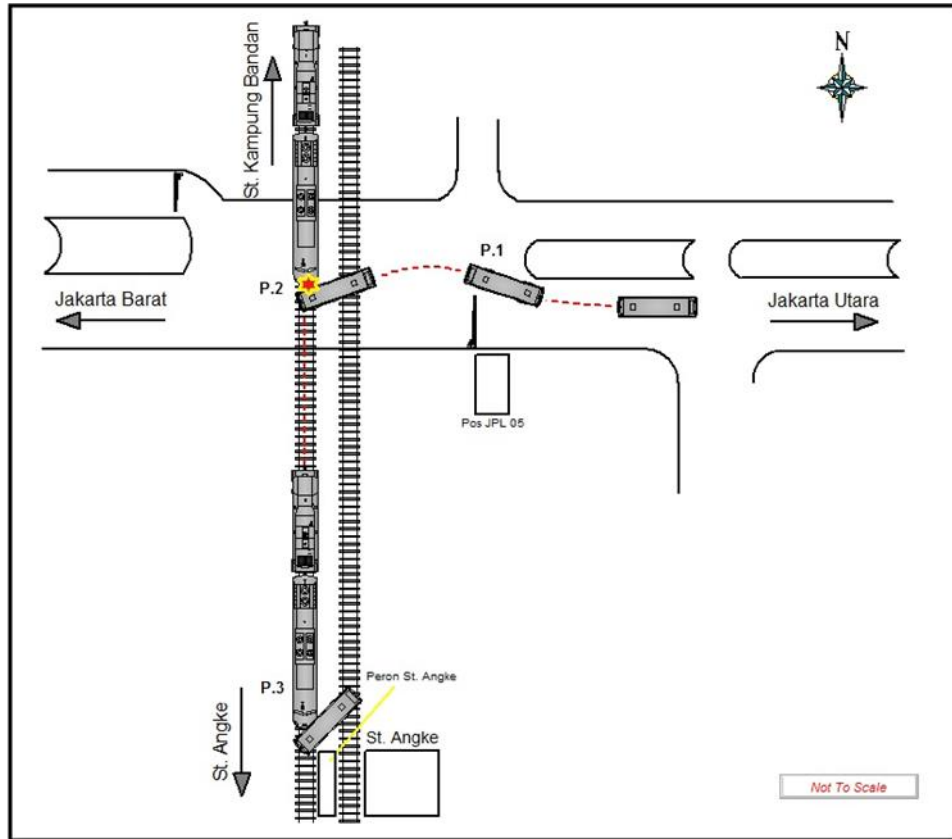 N
St. Kampung Bandan
P.1
P.2
Jakarta Barat
Jakarta Utara
Pos JPL 05
Peron St. Angke
P.3
St. Angke
St. Angke
Not To Scale